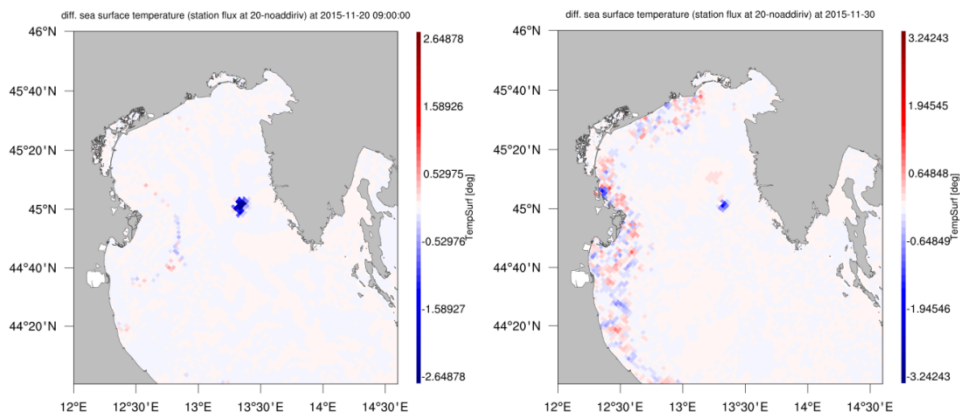 diff. sea surface temperature (station flux at 20-noaddiriv) at 2015-11-20 09:00:00
46°N
45°40'N
45°20'N
45°N
44°40'N
44°20'N
12°E
12°30'E
13°E
13°30'E
14°E
14°30'E
2.64878
1.58926
0.52975
-0.52976
-1.58927
-2.64878
TempSurf [deg]
diff. sea surface temperature (station flux at 20-noaddiriv) at 2015-11-30
46°N
45°40'N
45°20'N
45°N
44°40'N
44°20'N
12°E
12°30'E
13°E
13°30'E
14°E
14°30'E
3.24243
1.94545
0.64848
-0.64849
-1.94546
-3.24243
TempSurf [deg]